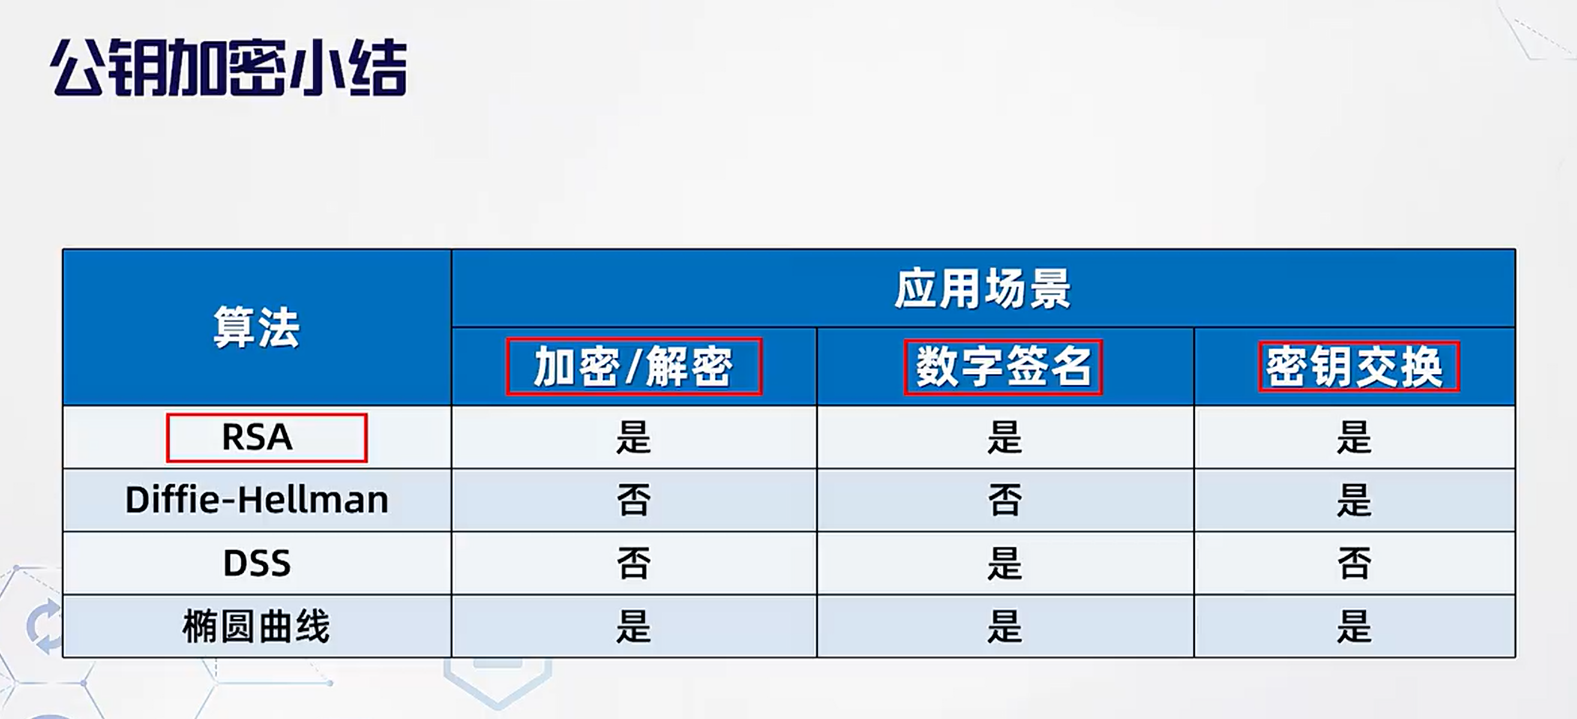 公钥加密小结
算法 应用场景
加密/解密 数字签名 密钥交换
RSA 是 是 是
Diffie-Hellman 否 否 是
DSS 否 是 否
椭圆曲线 是 是 是